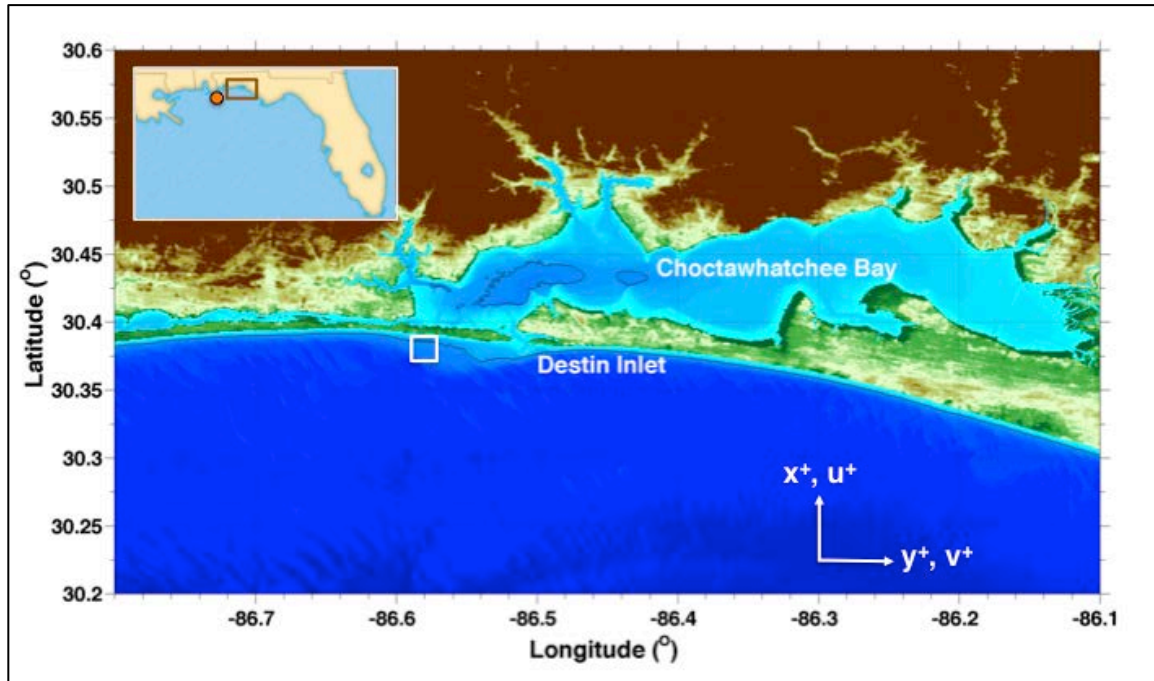 30.6
30.55
30.5
30.45
30.4
30.35
30.3
30.25
30.2
Latitude (°)
Choctawhatchee Bay
Destin Inlet
x⁺, u⁺
y⁺, v⁺
-86.7
-86.6
-86.5
-86.4
-86.3
-86.2
-86.1
Longitude (°)